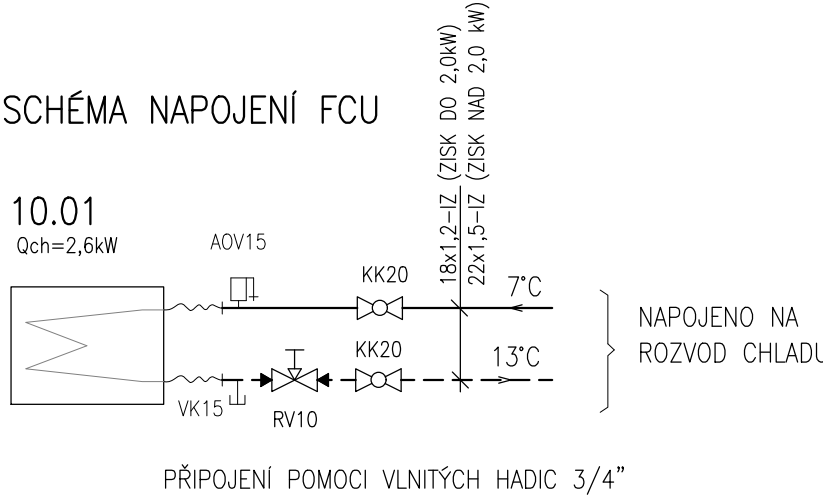 SCHÉMA NAPOJENÍ FCU
18x1,2-IZ (ZISK DO 2,0kW)
22x1,5-IZ (ZISK NAD 2,0 kW)
10.01
Qch=2,6kW
AOV15
KK20
7°C
NAPOJENO NA
ROZVOD CHLADU
KK20
13°C
VK15
RV10
PŘIPOJENÍ POMOCI VLNITÝCH HADIC 3/4"